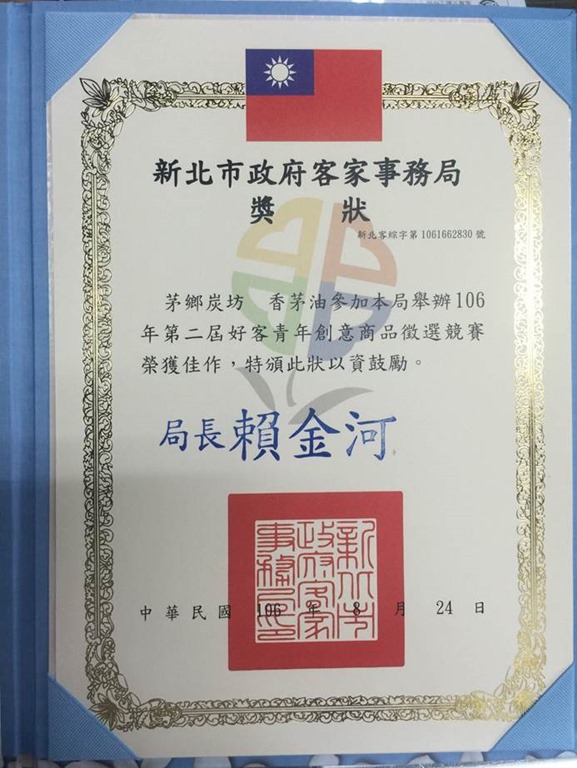 新北市政府客家事務局
獎狀
新北客綜字第1061662830號
茅鄉炭坊 香茅油參加本局舉辦106
年第二屆好客青年創意商品徵選競賽
榮獲佳作，特頒此狀以資鼓勵。
局長賴金河
新北市政府客家事務局印
中華民國106年8月24日